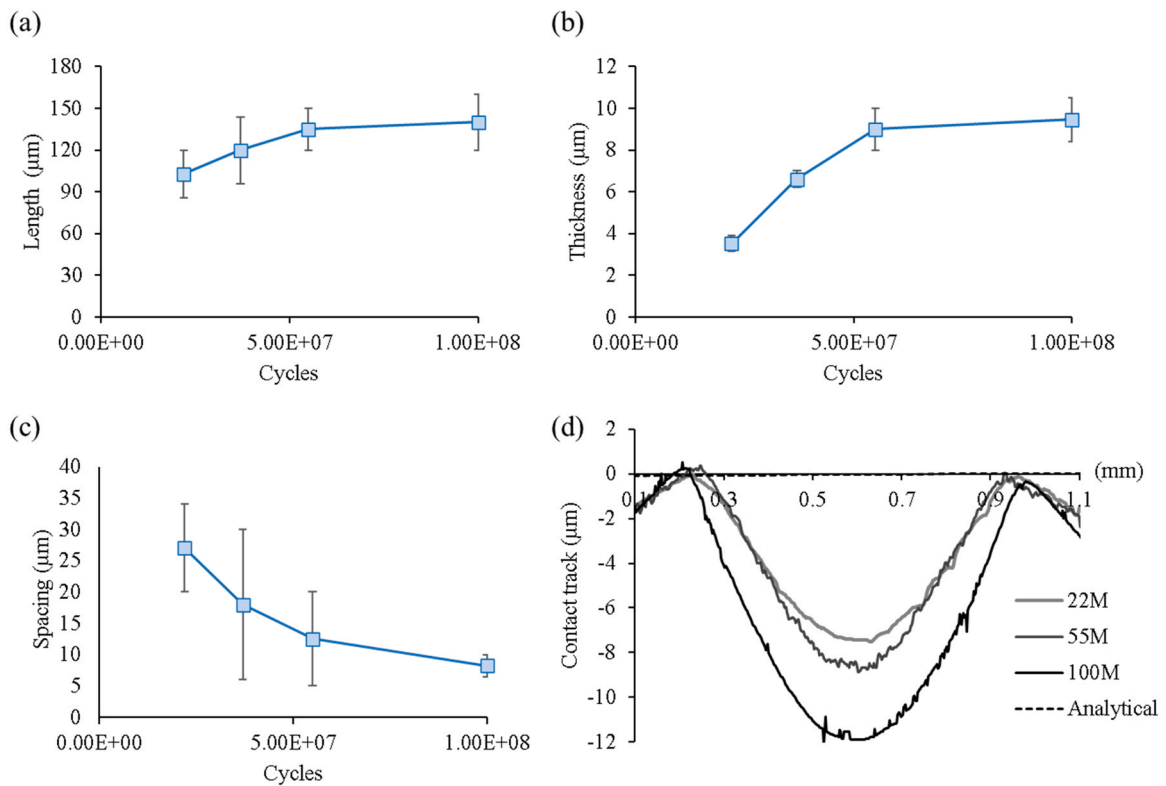 (a)
180
150
120
90
60
30
0
Length (µm)
0.00E+00 5.00E+07 1.00E+08
Cycles
(b)
12
10
8
6
4
2
0
Thickness (µm)
0.00E+00 5.00E+07 1.00E+08
Cycles
(c)
40
35
30
25
20
15
10
5
0
Spacing (µm)
0.00E+00 5.00E+07 1.00E+08
Cycles
(d)
2
0
-2
-4
-6
-8
-10
-12
Contact track (µm)
(mm)
0.1 0.3 0.5 0.7 0.9 1.1
22M
55M
100M
Analytical